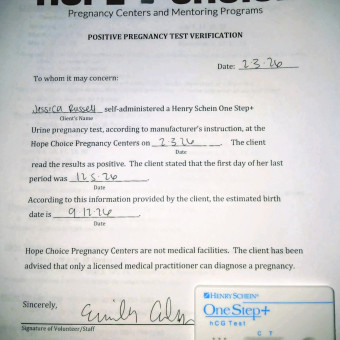 HOPE CHOICE
Pregnancy Centers and Mentoring Programs
POSITIVE PREGNANCY TEST VERIFICATION
Date: 2-3-26
To whom it may concern:
Jessica Russell self-administered a Henry Schein One Step+
Client's Name
Urine pregnancy test, according to manufacturer's instruction, at the
Hope Choice Pregnancy Centers on 2-3-26. The client
Date
read the results as positive. The client stated that the first day of her last
period was 12-5-26.
Date
According to this information provided by the client, the estimated birth
date is 9-12-26.
Date
Hope Choice Pregnancy Centers are not medical facilities. The client has been
advised that only a licensed medical practitioner can diagnose a pregnancy.
Sincerely,
Emily
Signature of Volunteer/Staff
HENRY SCHEIN®
One Step+
hCG Test
C T